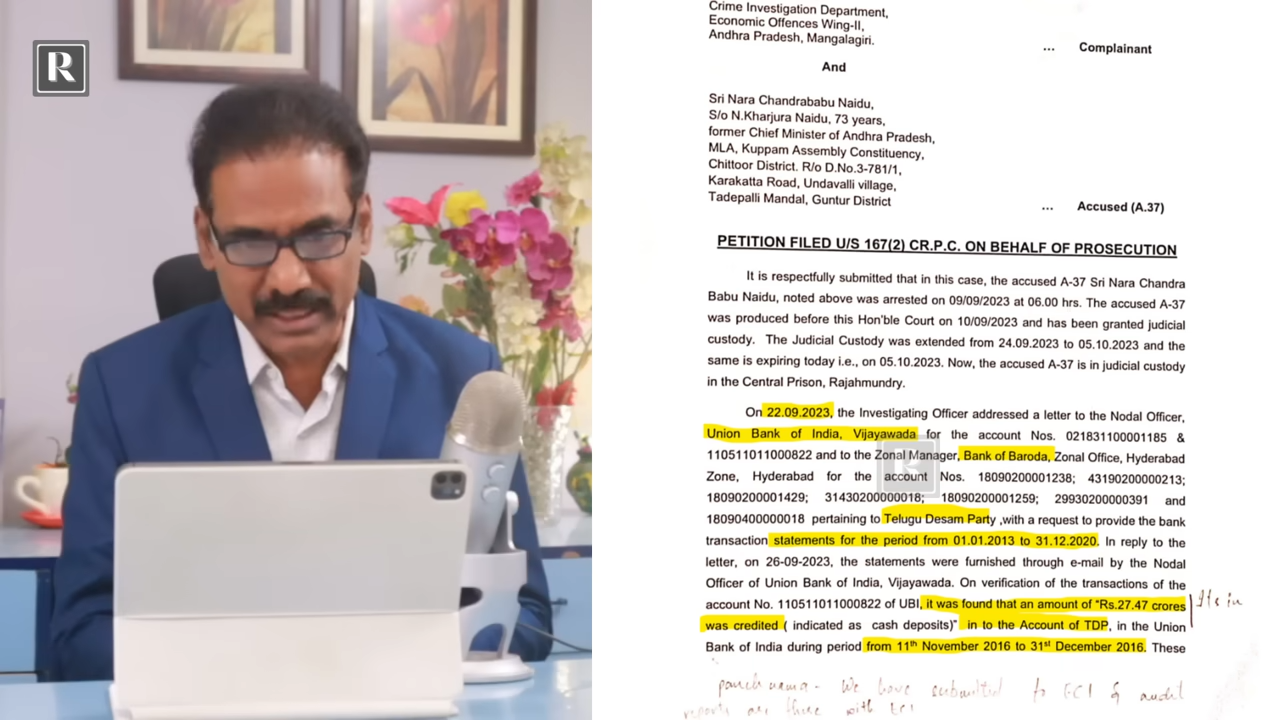 R
Crime Investigation Department,
Economic Offences Wing-II,
Andhra Pradesh, Mangalagiri.
... Complainant
And
Sri Nara Chandrababu Naidu,
S/o N.Kharjura Naidu, 73 years,
former Chief Minister of Andhra Pradesh,
MLA, Kuppam Assembly Constituency,
Chittoor District. R/o D.No.3-781/1,
Karakatta Road, Undavalli village,
Tadepalli Mandal, Guntur District
... Accused (A.37)
PETITION FILED U/S 167(2) CR.P.C. ON BEHALF OF PROSECUTION
It is respectfully submitted that in this case, the accused A-37 Sri Nara Chandra
Babu Naidu, noted above was arrested on 09/09/2023 at 06.00 hrs. The accused A-37
was produced before this Hon'ble Court on 10/09/2023 and has been granted judicial
custody. The Judicial Custody was extended from 24.09.2023 to 05.10.2023 and the
same is expiring today i.e., on 05.10.2023. Now, the accused A-37 is in judicial custody
in the Central Prison, Rajahmundry.
On 22.09.2023, the Investigating Officer addressed a letter to the Nodal Officer,
Union Bank of India, Vijayawada for the account Nos. 021831100001185 &
110511011000822 and to the Zonal Manager, Bank of Baroda, Zonal Office, Hyderabad
Zone, Hyderabad for the account Nos. 18090200001238; 43190200000213;
18090200001429; 31430200000018; 18090200001259; 29930200000391 and
18090400000018 pertaining to Telugu Desam Party ,with a request to provide the bank
transaction statements for the period from 01.01.2013 to 31.12.2020. In reply to the
letter, on 26-09-2023, the statements were furnished through e-mail by the Nodal
Officer of Union Bank of India, Vijayawada. On verification of the transactions of the
account No. 110511011000822 of UBI, it was found that an amount of “Rs.27.47 crores
was credited ( indicated as cash deposits)” in to the Account of TDP, in the Union
Bank of India during period from 11th November 2016 to 31st December 2016. These
panchnama - We have submitted to ECI & audit
reports are with ECI